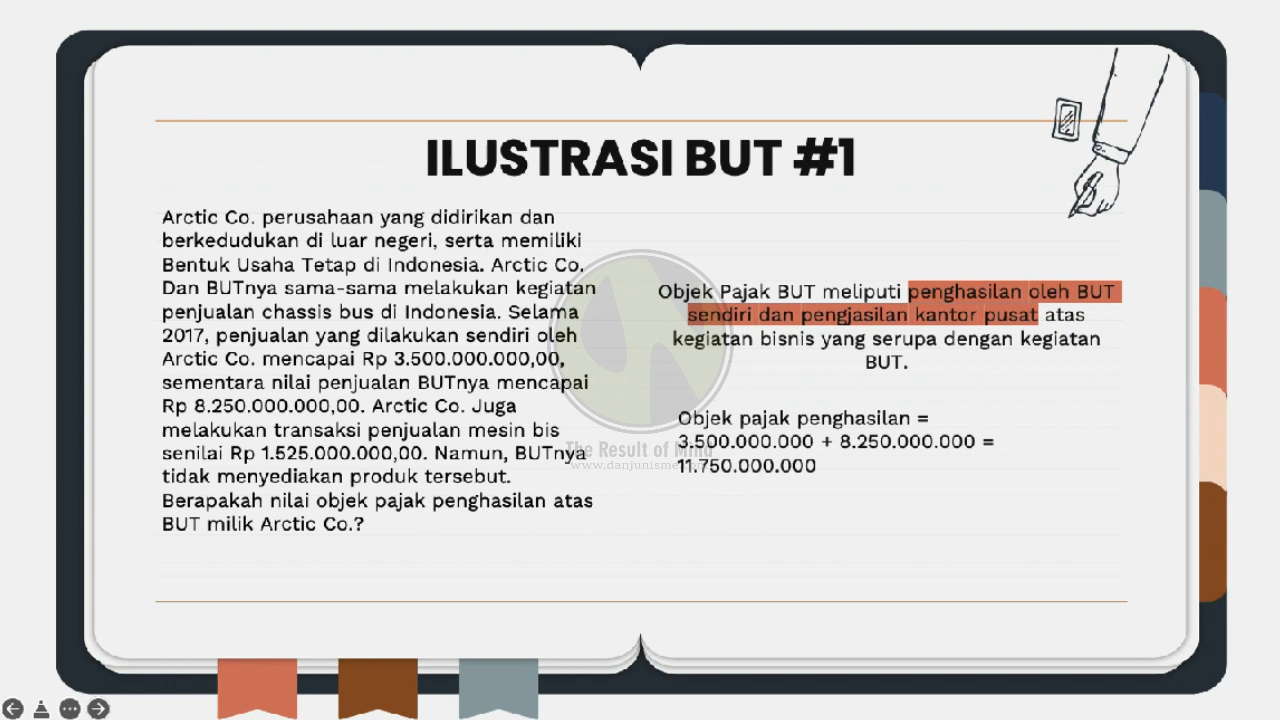 ILUSTRASI BUT #1
Arctic Co. perusahaan yang didirikan dan
berkedudukan di luar negeri, serta memiliki
Bentuk Usaha Tetap di Indonesia. Arctic Co.
Dan BUTnya sama-sama melakukan kegiatan
penjualan chassis bus di Indonesia. Selama
2017, penjualan yang dilakukan sendiri oleh
Arctic Co. mencapai Rp 3.500.000.000,00,
sementara nilai penjualan BUTnya mencapai
Rp 8.250.000.000,00. Arctic Co. Juga
melakukan transaksi penjualan mesin bis
senilai Rp 1.525.000.000,00. Namun, BUTnya
tidak menyediakan produk tersebut.
Berapakah nilai objek pajak penghasilan atas
BUT milik Arctic Co.?
Objek Pajak BUT meliputi penghasilan oleh BUT
sendiri dan pengjasilan kantor pusat atas
kegiatan bisnis yang serupa dengan kegiatan
BUT.
Objek pajak penghasilan =
3.500.000.000 + 8.250.000.000 =
11.750.000.000
The Result of Mind